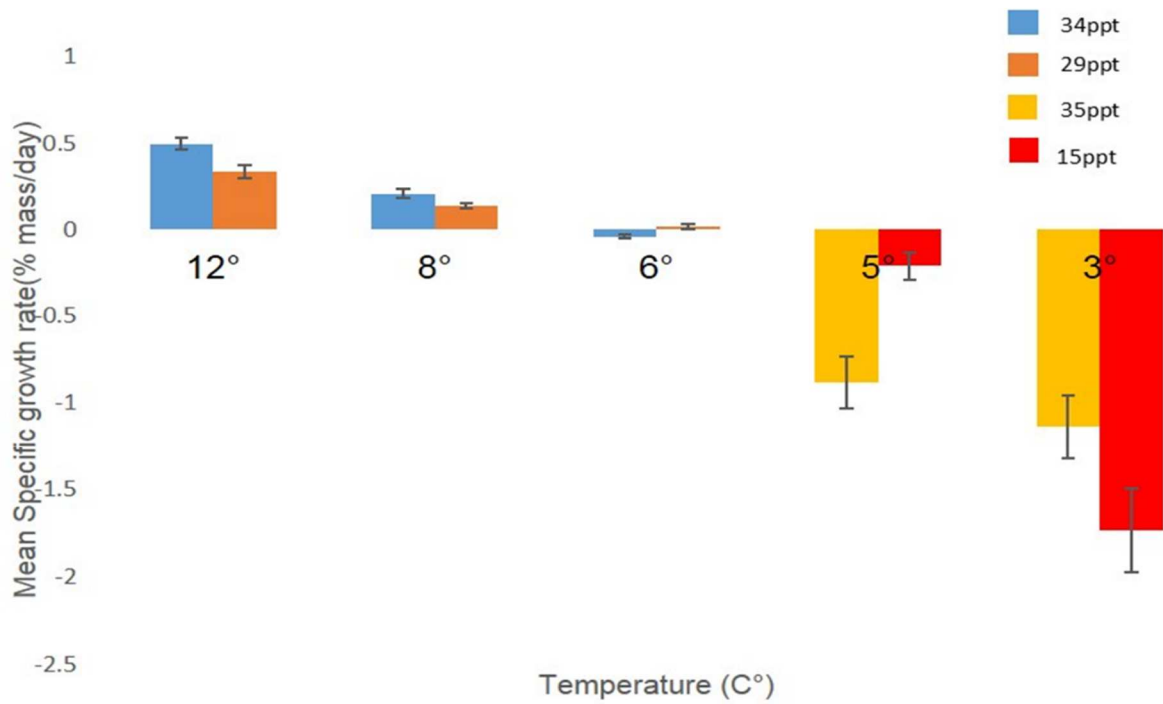 34ppt
29ppt
35ppt
15ppt
Mean Specific growth rate(% mass/day)
1
0.5
0
-0.5
-1
-1.5
-2
-2.5
12°
8°
6°
5°
3°
Temperature (C°)